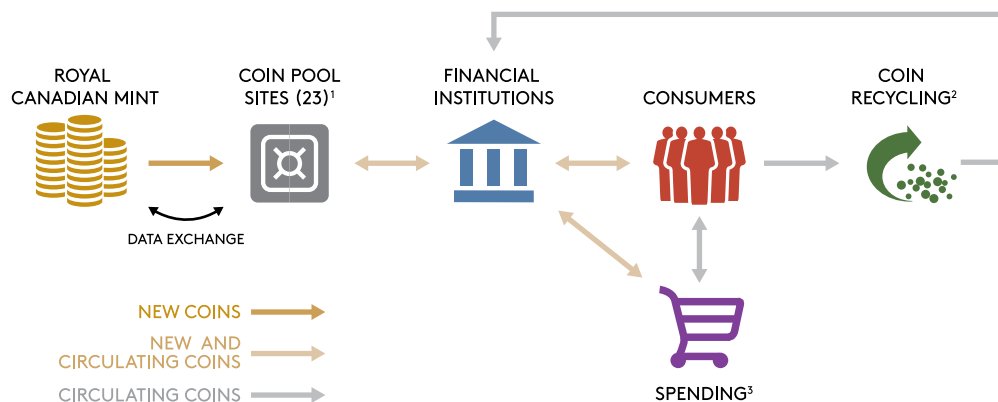 ROYAL
CANADIAN MINT
COIN POOL
SITES (23)¹
FINANCIAL
INSTITUTIONS
CONSUMERS
COIN
RECYCLING²
DATA EXCHANGE
NEW COINS
NEW AND
CIRCULATING COINS
CIRCULATING COINS
SPENDING³